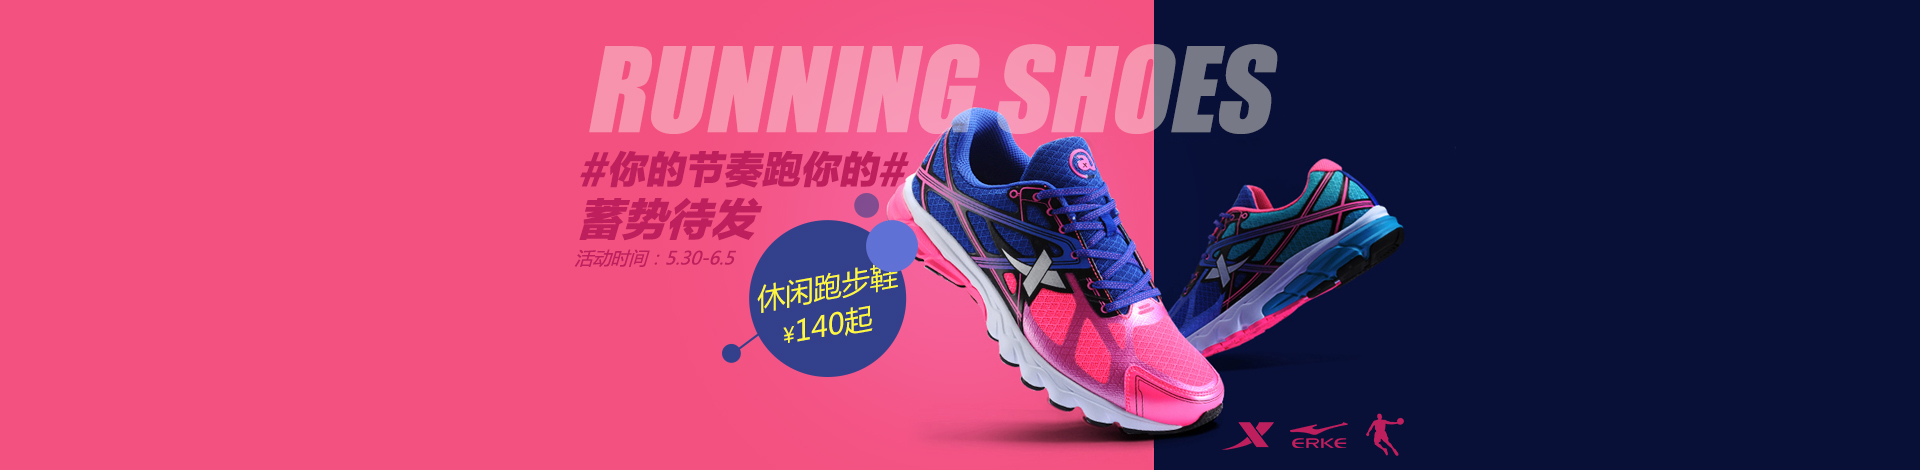 RUNNING SHOES
#你的节奏跑你的#
蓄势待发
活动时间：5.30-6.5
休闲跑步鞋
¥140起
ERKE